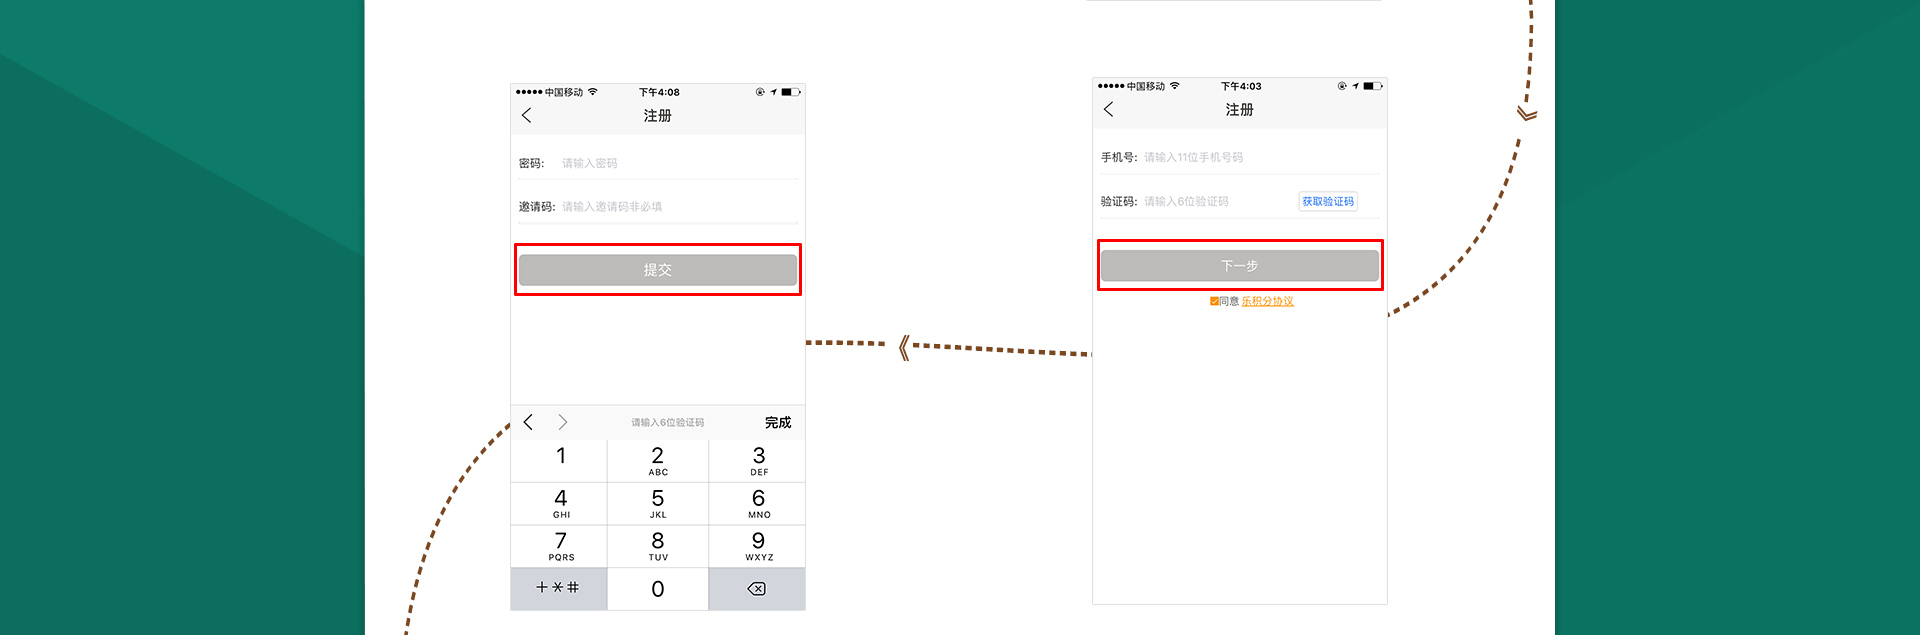 中国移动
下午4:08
注册
密码: 请输入密码
邀请码: 请输入邀请码非必填
提交
请输入6位验证码
完成
1
2
ABC
3
DEF
4
GHI
5
JKL
6
MNO
7
PQRS
8
TUV
9
WXYZ
+*#
0
中国移动
下午4:03
注册
手机号: 请输入11位手机号码
验证码: 请输入6位验证码 获取验证码
下一步
同意 乐积分协议